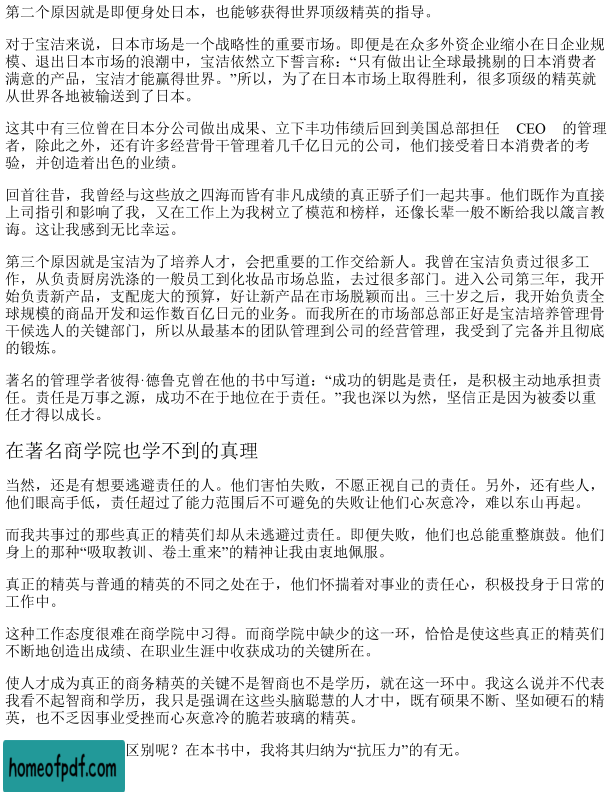 第二个原因就是即便身处日本，也能够获得世界顶级精英的指导。
对于宝洁来说，日本市场是一个战略性的重要市场。即便是在众多外资企业缩小在日企业规
模、退出日本市场的浪潮中，宝洁依然立下誓言称：“只有做出让全球最挑剔的日本消费者
满意的产品，宝洁才能赢得世界。”所以，为了在日本市场上取得胜利，很多顶级的精英就
从世界各地被输送到了日本。
这其中有三位曾在日本分公司做出成果、立下丰功伟绩后回到美国总部担任 CEO 的管理
者，除此之外，还有许多经营骨干管理着几千亿日元的公司，他们接受着日本消费者的考
验，并创造着出色的业绩。
回首往昔，我曾经与这些放之四海而皆有非凡成绩的真正骄子们一起共事。他们既作为直接
上司指引和影响了我，又在工作上为我树立了模范和榜样，还像长辈一般不断给我以箴言教
诲。这让我感到无比幸运。
第三个原因就是宝洁为了培养人才，会把重要的工作交给新人。我曾在宝洁负责过很多工
作，从负责厨房洗涤的一般员工到化妆品市场总监，去过很多部门。进入公司第三年，我开
始负责新产品，支配庞大的预算，好让新产品在市场脱颖而出。三十岁之后，我开始负责全
球规模的商品开发和运作数百亿日元的业务。而我所在的市场部总部正好是宝洁培养管理骨
干候选人的关键部门，所以从最基本的团队管理到公司的经营管理，我受到了完备并且彻底
的锻炼。
著名的管理学者彼得·德鲁克曾在他的书中写道：“成功的钥匙是责任，是积极主动地承担责
任。责任是万事之源，成功不在于地位在于责任。”我也深以为然，坚信正是因为被委以重
任才得以成长。
在著名商学院也学不到的真理
当然，还是有想要逃避责任的人。他们害怕失败，不愿正视自己的责任。另外，还有些人，
他们眼高手低，责任超过了能力范围后不可避免的失败让他们心灰意冷，难以东山再起。
而我共事过的那些真正的精英们却从未逃避过责任。即便失败，他们也总能重整旗鼓。他们
身上的那种“吸取教训、卷土重来”的精神让我由衷地佩服。
真正的精英与普通的精英的不同之处在于，他们怀揣着对事业的责任心，积极投身于日常的
工作中。
这种工作态度很难在商学院中习得。而商学院中缺少的这一环，恰恰是使这些真正的精英们
不断地创造出成绩、在职业生涯中收获成功的关键所在。
使人才成为真正的商务精英的关键不是智商也不是学历，就在这一环中。我这么说并不代表
我看不起智商和学历，我只是强调在这些头脑聪慧的人才中，既有硕果不断、坚如硬石的精
英，也不乏因事业受挫而心灰意冷的脆若玻璃的精英。
区别呢？在本书中，我将其归纳为“抗压力”的有无。
homeofpdf.com